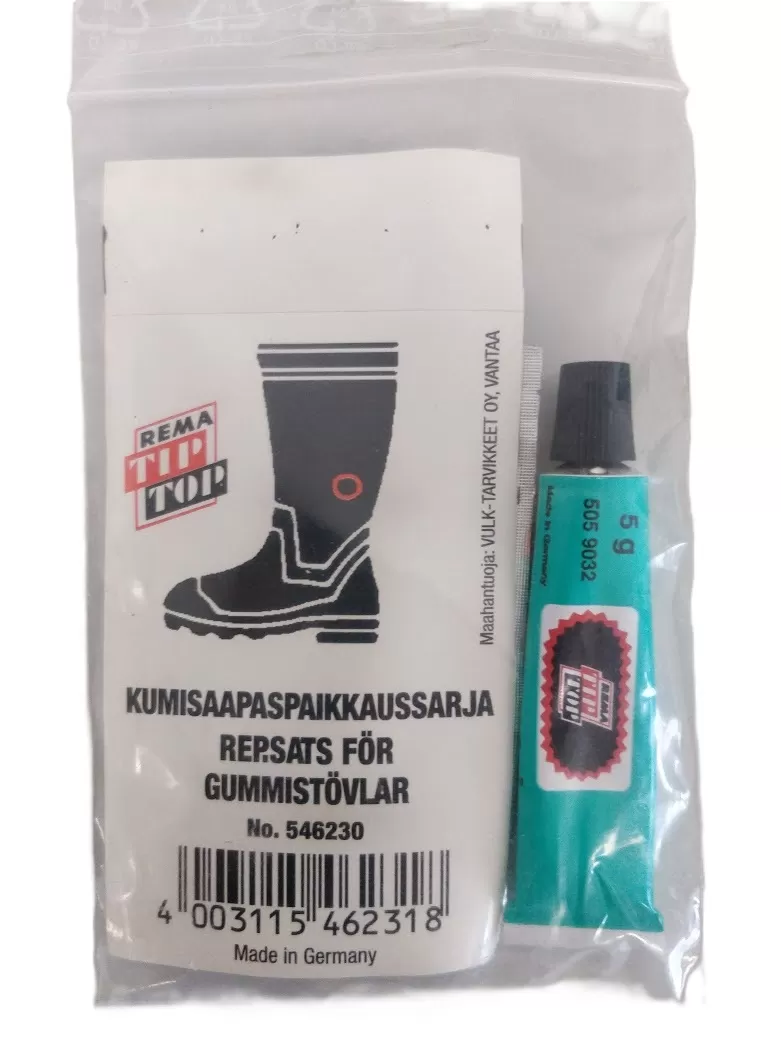 REMA
TIP
TOP
Maahantuoja: VULK-TARVIKKEET OY, VANTAA
KUMISAAPASPAIKKAUSSARJA
REP.SATS FÖR
GUMMISTÖVLAR
No. 546230
4 003115 462318
Made in Germany
5 g
505 9032
Made in Germany
REMA
TIP
TOP